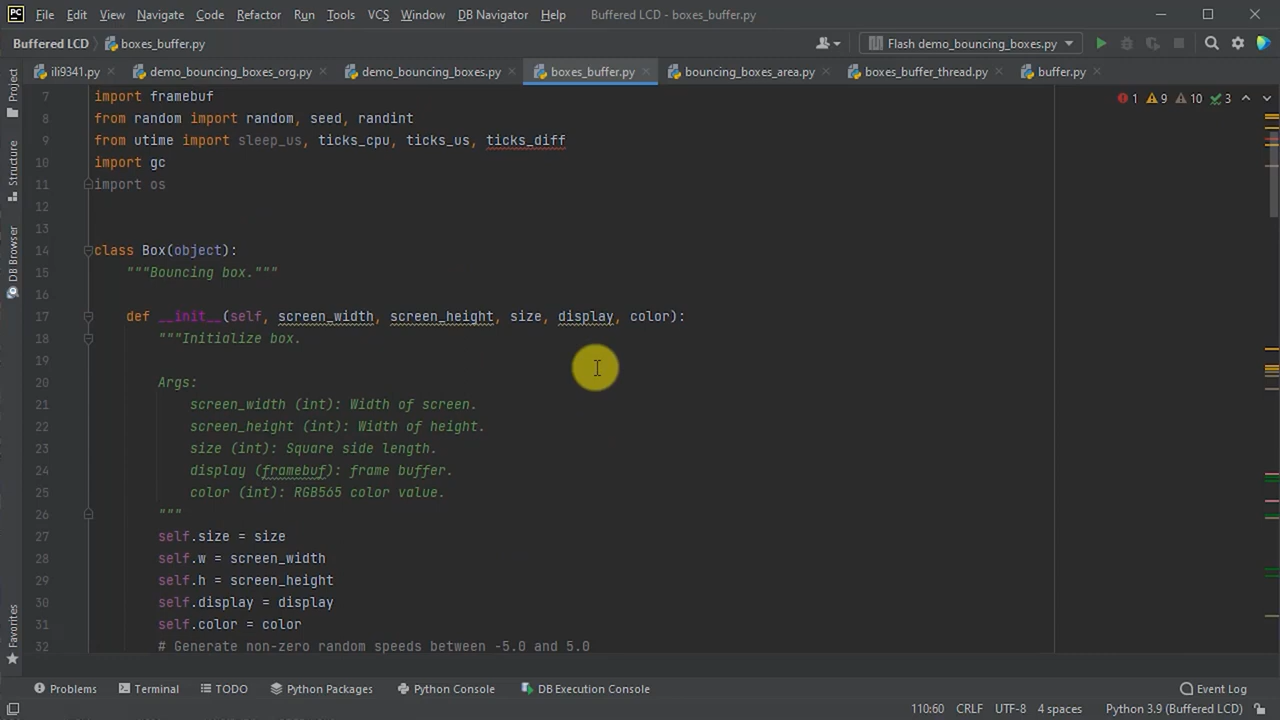 PC File Edit View Navigate Code Refactor Run Tools VCS Window DB Navigator Help Buffered LCD - boxes_buffer.py
Buffered LCD boxes_buffer.py Flash demo_bouncing_boxes.py
ili9341.py demo_bouncing_boxes_org.py demo_bouncing_boxes.py boxes_buffer.py bouncing_boxes_area.py boxes_buffer_thread.py buffer.py
Project
Structure
DB Browser
Favorites
1 9 10 3
7 import framebuf
8 from random import random, seed, randint
9 from utime import sleep_us, ticks_cpu, ticks_us, ticks_diff
10 import gc
11 import os
12
13
14 class Box(object):
15 """Bouncing box."""
16
17 def __init__(self, screen_width, screen_height, size, display, color):
18 """Initialize box.
19
20 Args:
21 screen_width (int): Width of screen.
22 screen_height (int): Width of height.
23 size (int): Square side length.
24 display (framebuf): frame buffer.
25 color (int): RGB565 color value.
26 """
27 self.size = size
28 self.w = screen_width
29 self.h = screen_height
30 self.display = display
31 self.color = color
32 # Generate non-zero random speeds between -5.0 and 5.0
Problems Terminal TODO Python Packages Python Console DB Execution Console Event Log
110:60 CRLF UTF-8 4 spaces Python 3.9 (Buffered LCD)